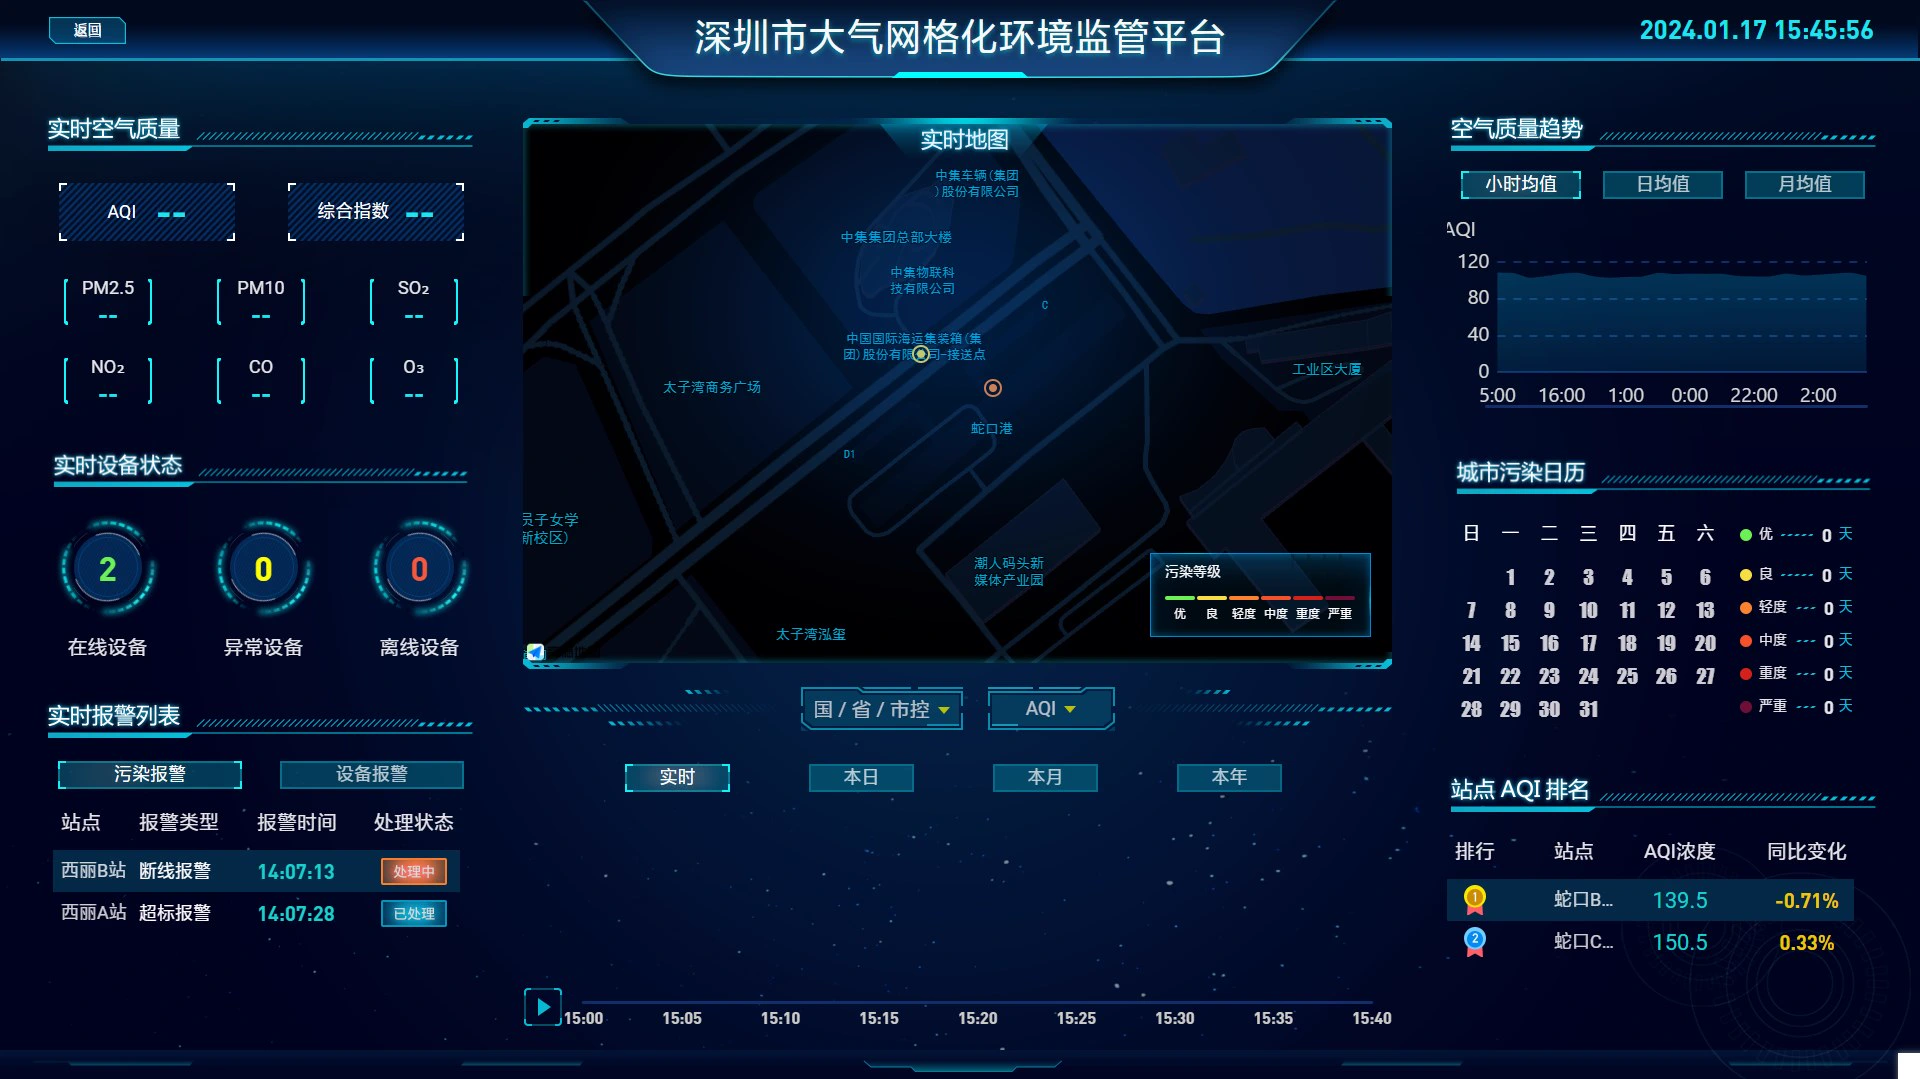 返回
深圳市大气网格化环境监管平台
2024.01.17 15:45:56
实时空气质量
AQI --
综合指数 --
PM2.5 PM10 SO₂
-- -- --
NO₂ CO O₃
-- -- --
实时设备状态
2 0 0
在线设备 异常设备 离线设备
实时报警列表
污染报警 设备报警
站点 报警类型 报警时间 处理状态
西丽B站 断线报警 14:07:13 处理中
西丽A站 超标报警 14:07:28 已处理
实时地图
中集车辆(集团
)股份有限公司
中集集团总部大楼
中集物联科
技有限公司
C
中国国际海运集装箱(集
团)股份有限 司-接送点
工业区大厦
太子湾商务广场
蛇口港
D1
员子女学
新校区)
潮人码头新
媒体产业园
太子湾泓玺
污染等级
优 良 轻度 中度 重度 严重
国 / 省 / 市控
AQI
实时 本日 本月 本年
15:00 15:05 15:10 15:15 15:20 15:25 15:30 15:35 15:40
空气质量趋势
小时均值 日均值 月均值
AQI
120
80
40
0
5:00 16:00 1:00 0:00 22:00 2:00
城市污染日历
日 一 二 三 四 五 六
1 2 3 4 5 6
7 8 9 10 11 12 13
14 15 16 17 18 19 20
21 22 23 24 25 26 27
28 29 30 31
优 ----- 0 天
良 ----- 0 天
轻度 --- 0 天
中度 --- 0 天
重度 --- 0 天
严重 --- 0 天
站点 AQI 排名
排行 站点 AQI浓度 同比变化
1 蛇口B... 139.5 -0.71%
2 蛇口C... 150.5 0.33%